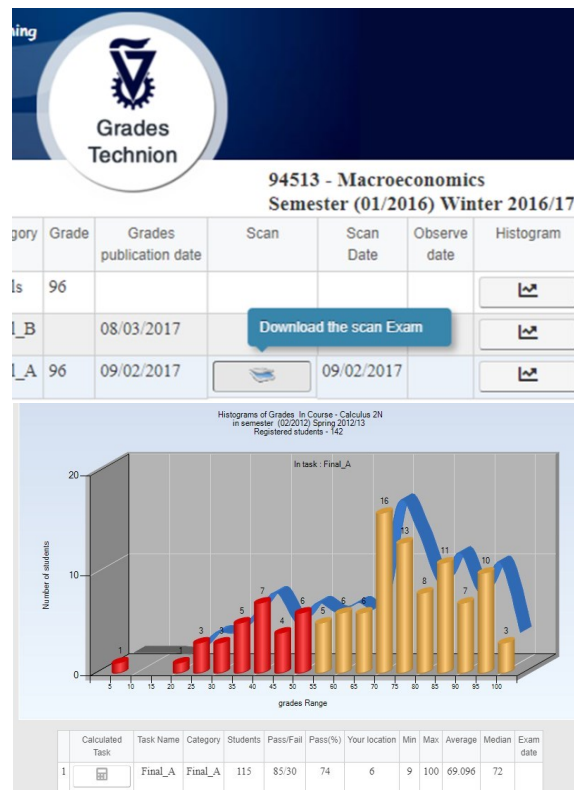 ning
Grades
Technion
94513 - Macroeconomics
Semester (01/2016) Winter 2016/17
gory Grade Grades publication date Scan Scan Date Observe date Histogram
ls 96
l_B 08/03/2017 Download the scan Exam
l_A 96 09/02/2017 09/02/2017
Histograms of Grades In Course - Calculus 2N
in semester (02/2012) Spring 2012/13
Registered students - 142
In task : Final_A
20
10
0
Number of students
1 1 3 3 5 7 4 6 5 6 6 16 13 8 11 7 10 3
5 10 15 20 25 30 35 40 45 50 55 60 65 70 75 80 85 90 95 100
grades Range
Calculated Task Task Name Category Students Pass/Fail Pass(%) Your location Min Max Average Median Exam date
1 Final_A Final_A 115 85/30 74 6 9 100 69.096 72